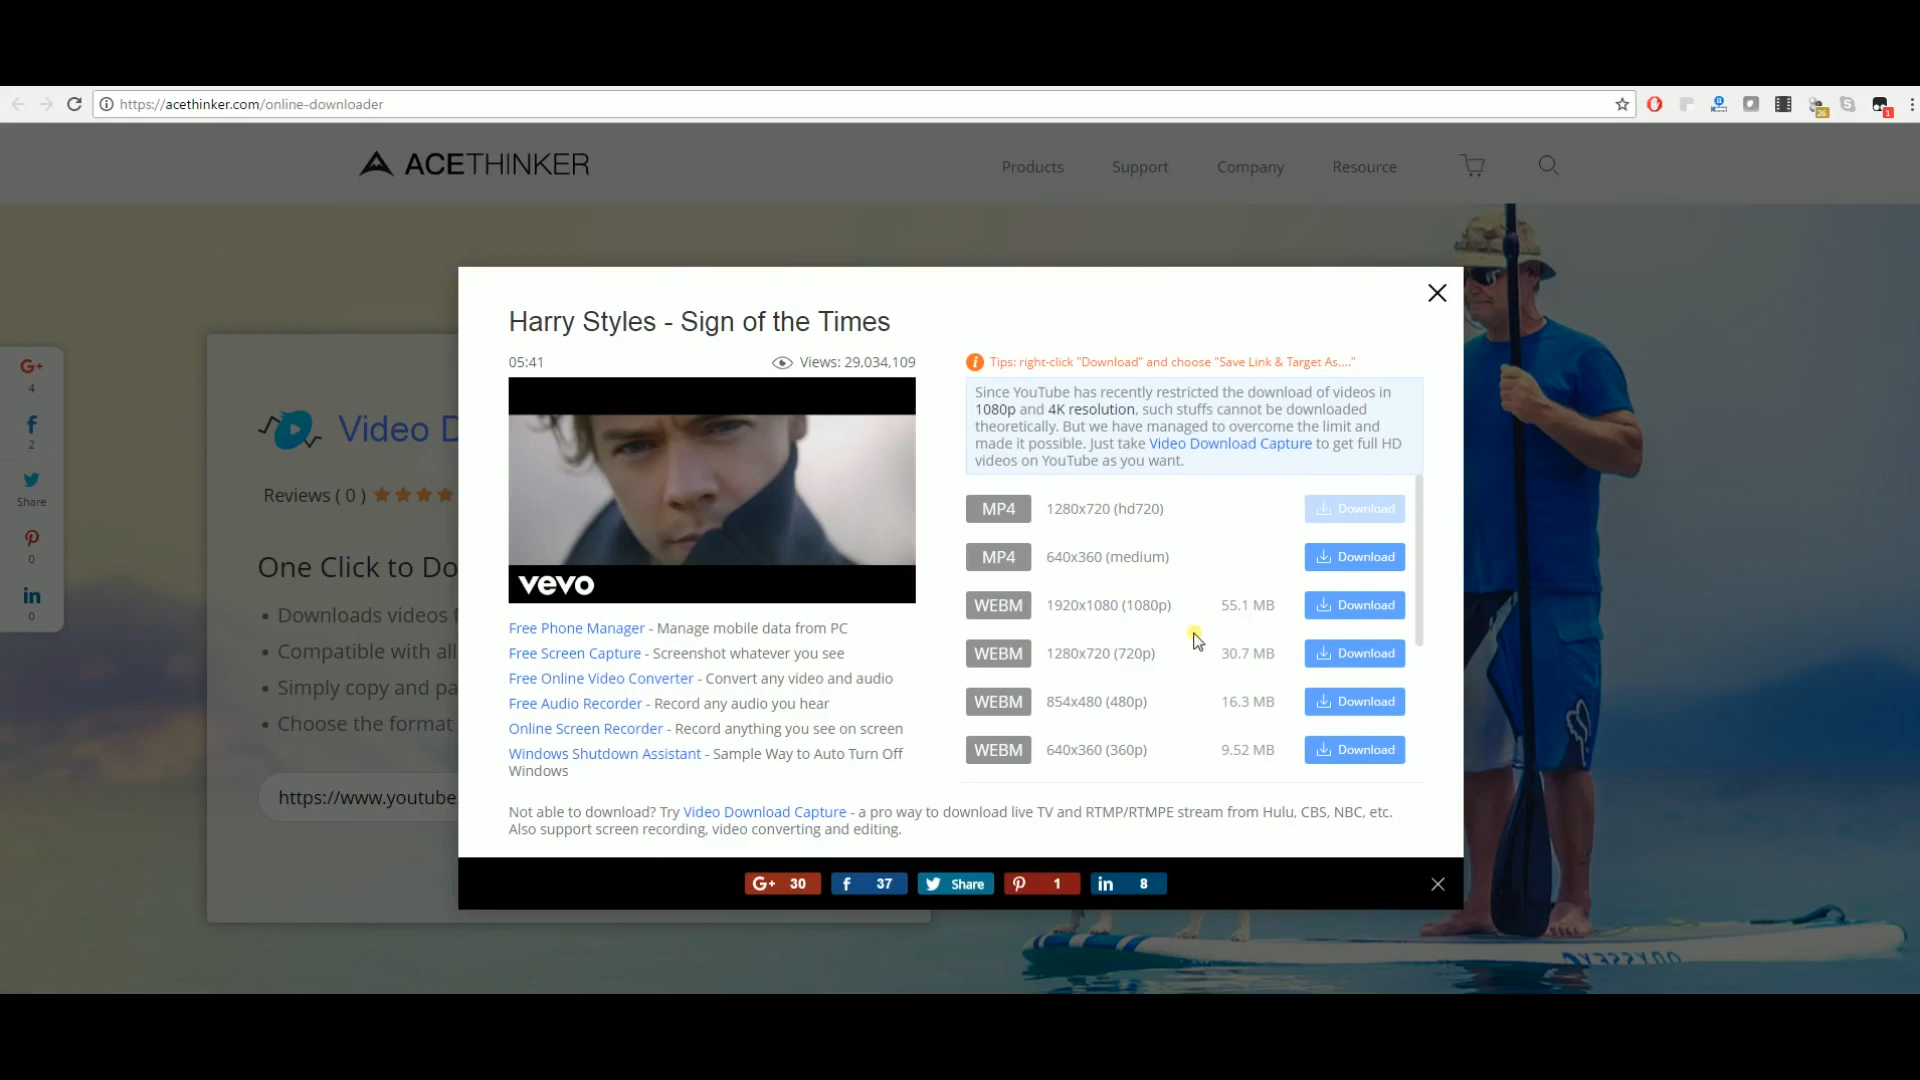 https://acethinker.com/online-downloader
26
1
ACETHINKER
Products
Support
Company
Resource
G+
4
2
Share
0
in
0
Video D
Reviews ( 0 )
One Click to Do
• Downloads videos f
• Compatible with all
• Simply copy and pa
• Choose the format
https://www.youtube.
Harry Styles - Sign of the Times
05:41
Views: 29,034,109
vevo
Free Phone Manager - Manage mobile data from PC
Free Screen Capture - Screenshot whatever you see
Free Online Video Converter - Convert any video and audio
Free Audio Recorder - Record any audio you hear
Online Screen Recorder - Record anything you see on screen
Windows Shutdown Assistant - Sample Way to Auto Turn Off
Windows
Tips: right-click "Download" and choose "Save Link & Target As...."
Since YouTube has recently restricted the download of videos in
1080p and 4K resolution, such stuffs cannot be downloaded
theoretically. But we have managed to overcome the limit and
made it possible. Just take Video Download Capture to get full HD
videos on YouTube as you want.
MP4 1280x720 (hd720) Download
MP4 640x360 (medium) Download
WEBM 1920x1080 (1080p) 55.1 MB Download
WEBM 1280x720 (720p) 30.7 MB Download
WEBM 854x480 (480p) 16.3 MB Download
WEBM 640x360 (360p) 9.52 MB Download
Not able to download? Try Video Download Capture - a pro way to download live TV and RTMP/RTMPE stream from Hulu, CBS, NBC, etc.
Also support screen recording, video converting and editing.
G+ 30
f 37
Share
1
in 8
ODYSSEY